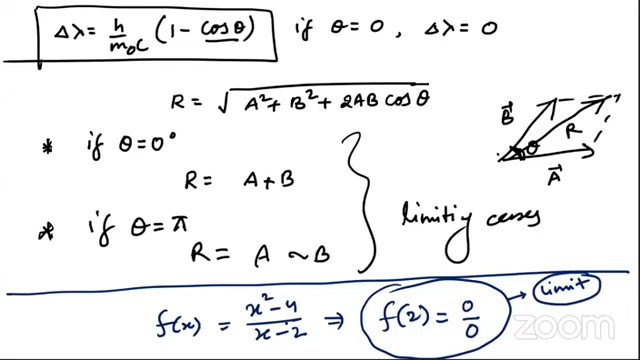 Δλ = h/m₀c (1 - cosθ) if θ = 0 , Δλ = 0
R = √(A² + B² + 2AB cosθ)
B⃗ R θ A⃗
* if θ = 0°
R = A + B
* if θ = π
R = A ~ B
limitiy cases
f(x) = (x² - 4)/(x - 2) ⇒ f(2) = 0/0 → limit
zoom